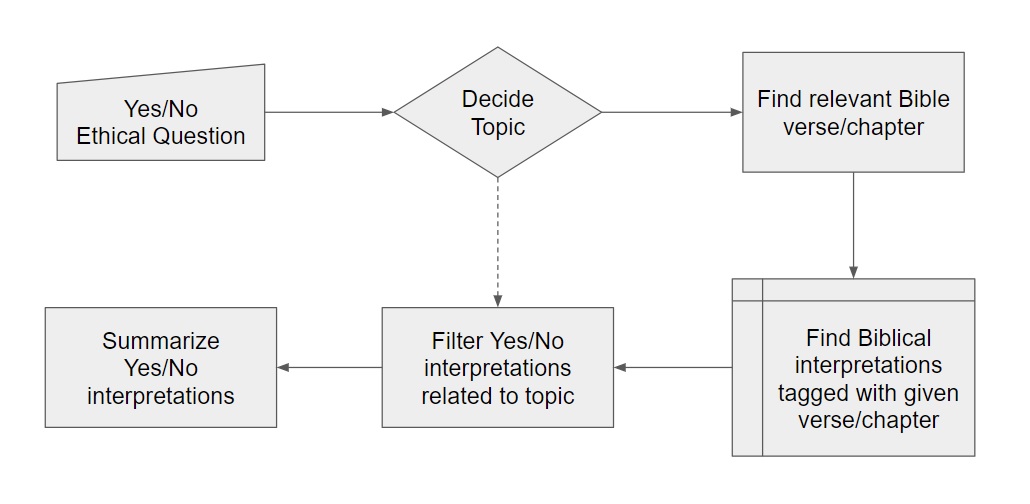 Yes/No
Ethical Question
Decide
Topic
Find relevant Bible
verse/chapter
Summarize
Yes/No
interpretations
Filter Yes/No
interpretations
related to topic
Find Biblical
interpretations
tagged with given
verse/chapter